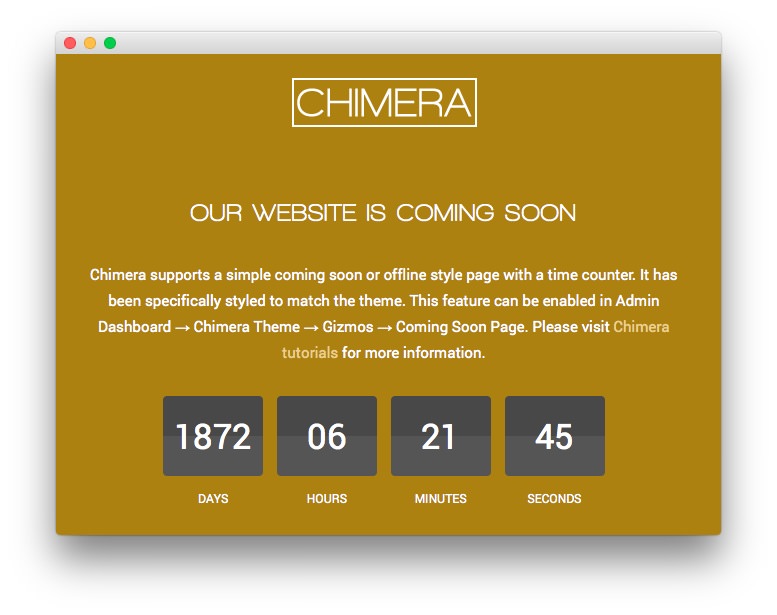 CHIMERA
OUR WEBSITE IS COMING SOON
Chimera supports a simple coming soon or offline style page with a time counter. It has
been specifically styled to match the theme. This feature can be enabled in Admin
Dashboard → Chimera Theme → Gizmos → Coming Soon Page. Please visit Chimera
tutorials for more information.
1872 06 21 45
DAYS HOURS MINUTES SECONDS